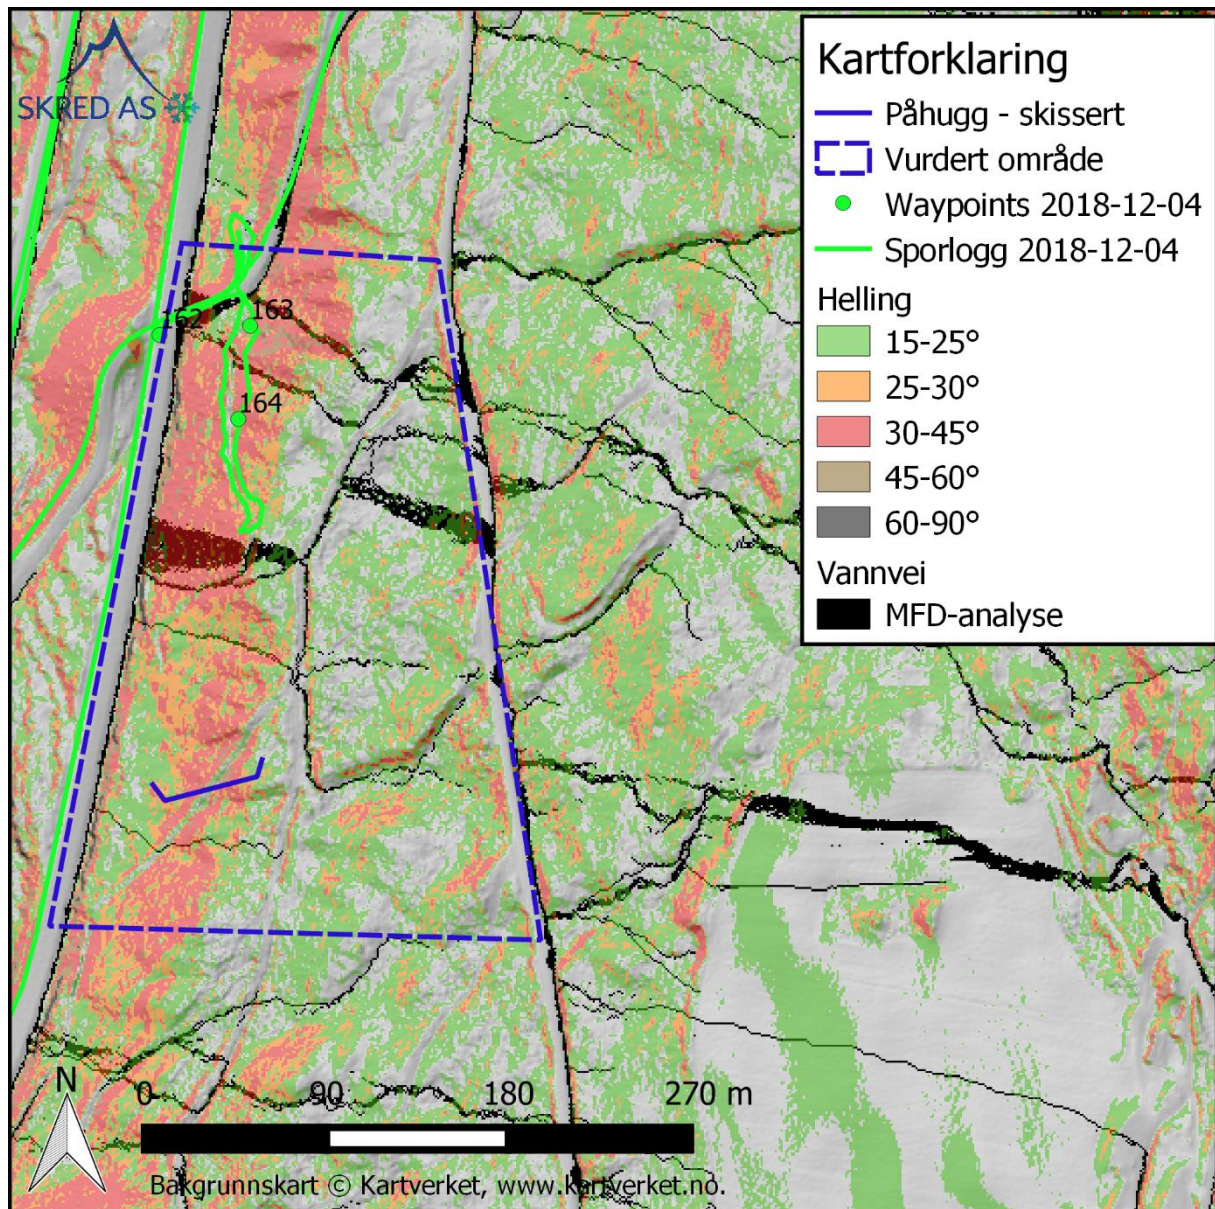 SKRED AS
Kartforklaring
Påhugg - skissert
Vurdert område
Waypoints 2018-12-04
Sporlogg 2018-12-04
Helling
15-25°
25-30°
30-45°
45-60°
60-90°
Vannvei
MFD-analyse
162
163
164
N
0 90 180 270 m
Bakgrunnskart © Kartverket, www.kartverket.no.